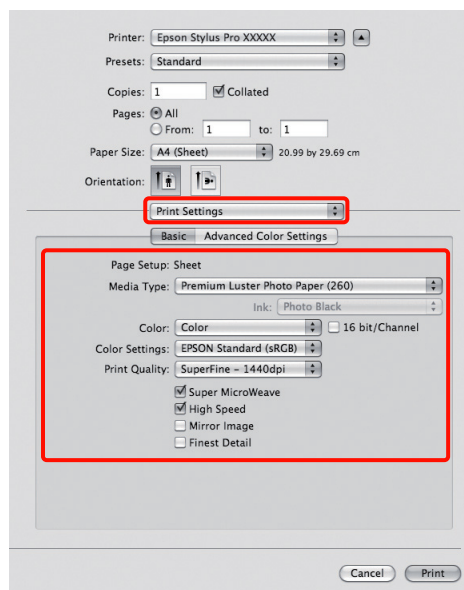 Printer: Epson Stylus Pro XXXXX
Presets: Standard
Copies: 1 Collated
Pages: All
From: 1 to: 1
Paper Size: A4 (Sheet) 20.99 by 29.69 cm
Orientation:
Print Settings
Basic Advanced Color Settings
Page Setup: Sheet
Media Type: Premium Luster Photo Paper (260)
Ink: Photo Black
Color: Color 16 bit/Channel
Color Settings: EPSON Standard (sRGB)
Print Quality: SuperFine – 1440dpi
Super MicroWeave
High Speed
Mirror Image
Finest Detail
Cancel Print